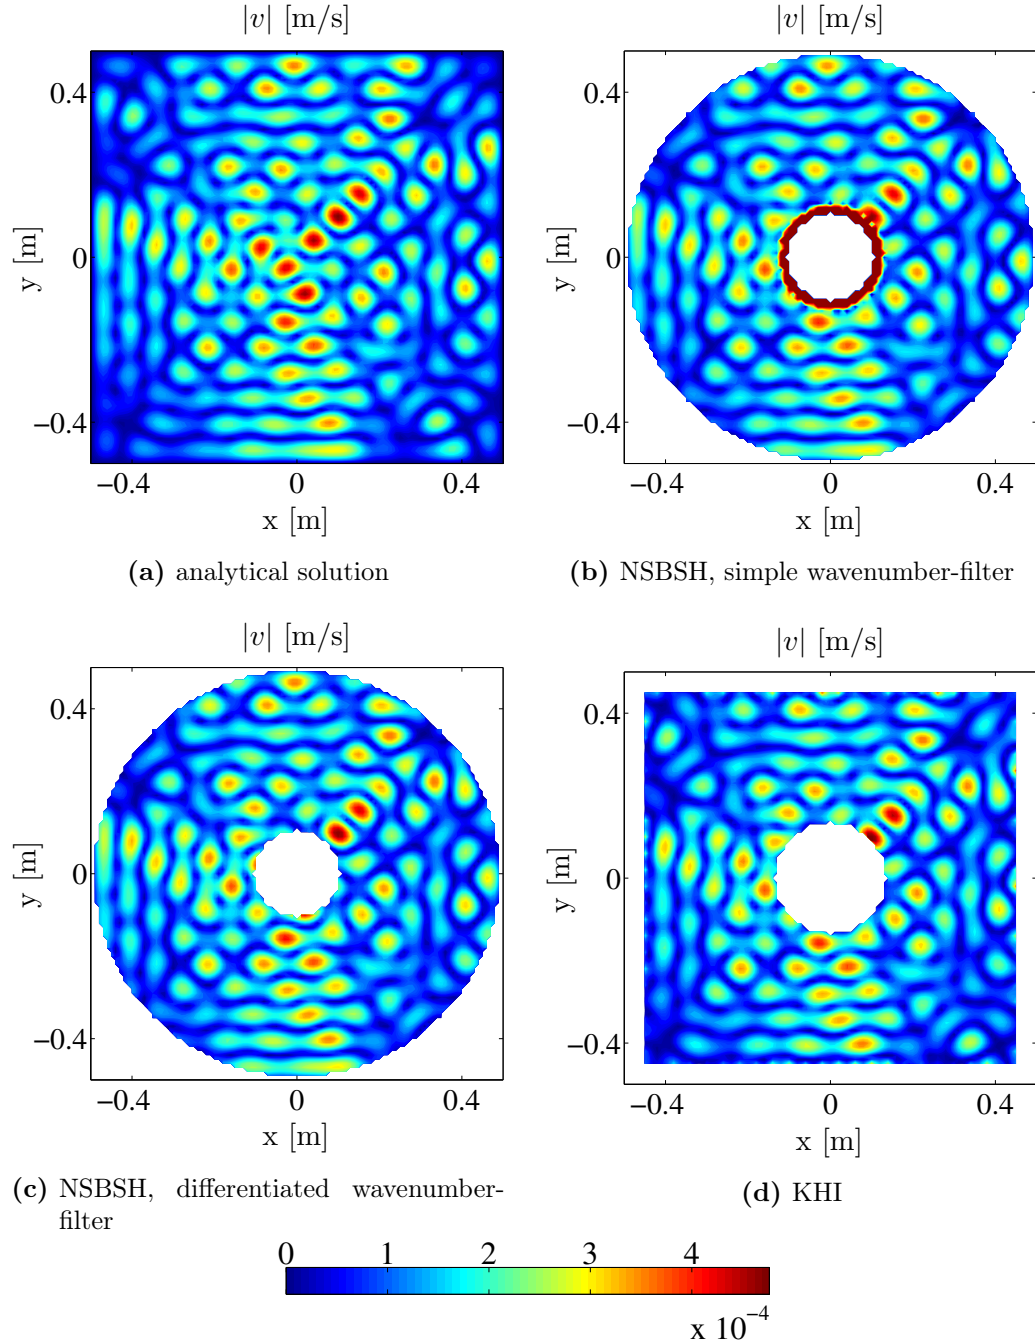 |v| [m/s]
|v| [m/s]
0.4
0
−0.4
y [m]
−0.4 0 0.4
x [m]
0.4
0
−0.4
y [m]
−0.4 0 0.4
x [m]
(a) analytical solution
(b) NSBSH, simple wavenumber-filter
|v| [m/s]
|v| [m/s]
0.4
0
−0.4
y [m]
−0.4 0 0.4
x [m]
0.4
0
−0.4
y [m]
−0.4 0 0.4
x [m]
(c) NSBSH, differentiated wavenumber-
filter
(d) KHI
0 1 2 3 4
x 10⁻⁴